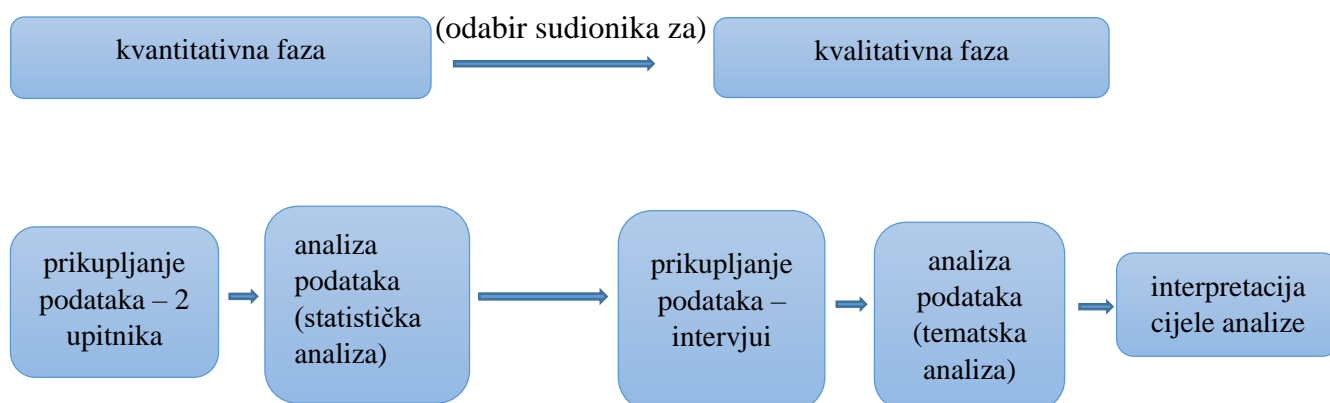 kvantitativna faza
(odabir sudionika za)
kvalitativna faza
prikupljanje
podataka – 2
upitnika
analiza
podataka
(statistička
analiza)
prikupljanje
podataka –
intervjui
analiza
podataka
(tematska
analiza)
interpretacija
cijele analize